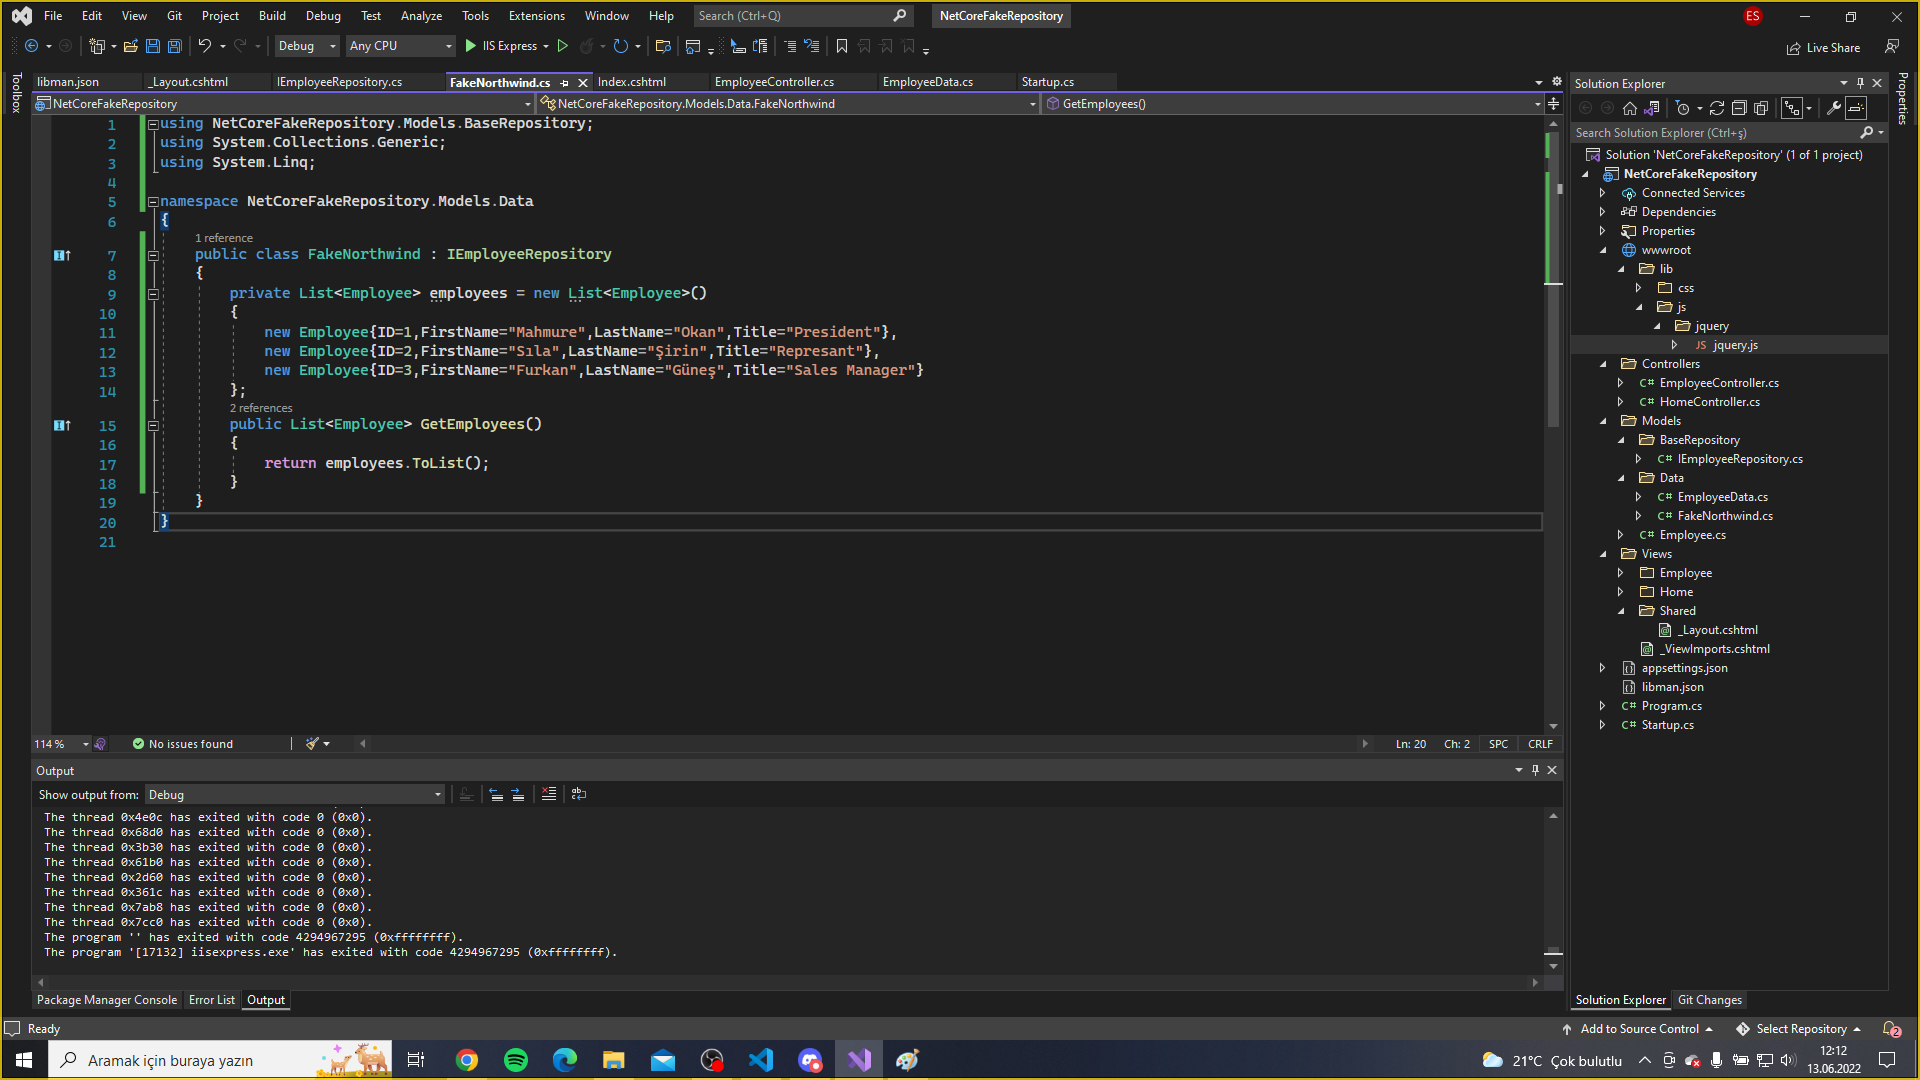 File Edit View Git Project Build Debug Test Analyze Tools Extensions Window Help Search (Ctrl+Q) NetCoreFakeRepository ES
Debug Any CPU IIS Express Live Share
Toolbox
libman.json _Layout.cshtml IEmployeeRepository.cs FakeNorthwind.cs Index.cshtml EmployeeController.cs EmployeeData.cs Startup.cs
NetCoreFakeRepository NetCoreFakeRepository.Models.Data.FakeNorthwind GetEmployees()
1 using NetCoreFakeRepository.Models.BaseRepository;
2 using System.Collections.Generic;
3 using System.Linq;
4
5 namespace NetCoreFakeRepository.Models.Data
6 {
1 reference
7 public class FakeNorthwind : IEmployeeRepository
8 {
9 private List<Employee> employees = new List<Employee>()
10 {
11 new Employee{ID=1,FirstName="Mahmure",LastName="Okan",Title="President"},
12 new Employee{ID=2,FirstName="Sıla",LastName="Şirin",Title="Represant"},
13 new Employee{ID=3,FirstName="Furkan",LastName="Güneş",Title="Sales Manager"}
14 };
2 references
15 public List<Employee> GetEmployees()
16 {
17 return employees.ToList();
18 }
19 }
20 }
21
114 % No issues found Ln: 20 Ch: 2 SPC CRLF
Output
Show output from: Debug
The thread 0x4e0c has exited with code 0 (0x0).
The thread 0x68d0 has exited with code 0 (0x0).
The thread 0x3b30 has exited with code 0 (0x0).
The thread 0x61b0 has exited with code 0 (0x0).
The thread 0x2d60 has exited with code 0 (0x0).
The thread 0x361c has exited with code 0 (0x0).
The thread 0x7ab8 has exited with code 0 (0x0).
The thread 0x7cc0 has exited with code 0 (0x0).
The program '' has exited with code 4294967295 (0xffffffff).
The program '[17132] iisexpress.exe' has exited with code 4294967295 (0xffffffff).
Package Manager Console Error List Output
Solution Explorer
Properties
Search Solution Explorer (Ctrl+ş)
Solution 'NetCoreFakeRepository' (1 of 1 project)
NetCoreFakeRepository
Connected Services
Dependencies
Properties
wwwroot
lib
css
js
jquery
JS jquery.js
Controllers
C# EmployeeController.cs
C# HomeController.cs
Models
BaseRepository
C# IEmployeeRepository.cs
Data
C# EmployeeData.cs
C# FakeNorthwind.cs
C# Employee.cs
Views
Employee
Home
Shared
_Layout.cshtml
_ViewImports.cshtml
appsettings.json
libman.json
C# Program.cs
C# Startup.cs
Solution Explorer Git Changes
Ready Add to Source Control Select Repository 2
Aramak için buraya yazın 21°C Çok bulutlu 12:12
13.06.2022